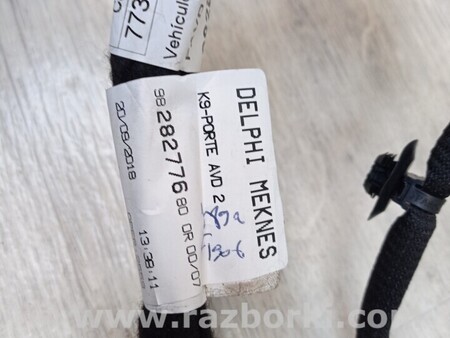 773
Vehicul
DELPHI MEKNES
K9-PORTE AVD 2
98 282776 80 OR 00/07
20/09/2018
13:38:11
www.razborki.com